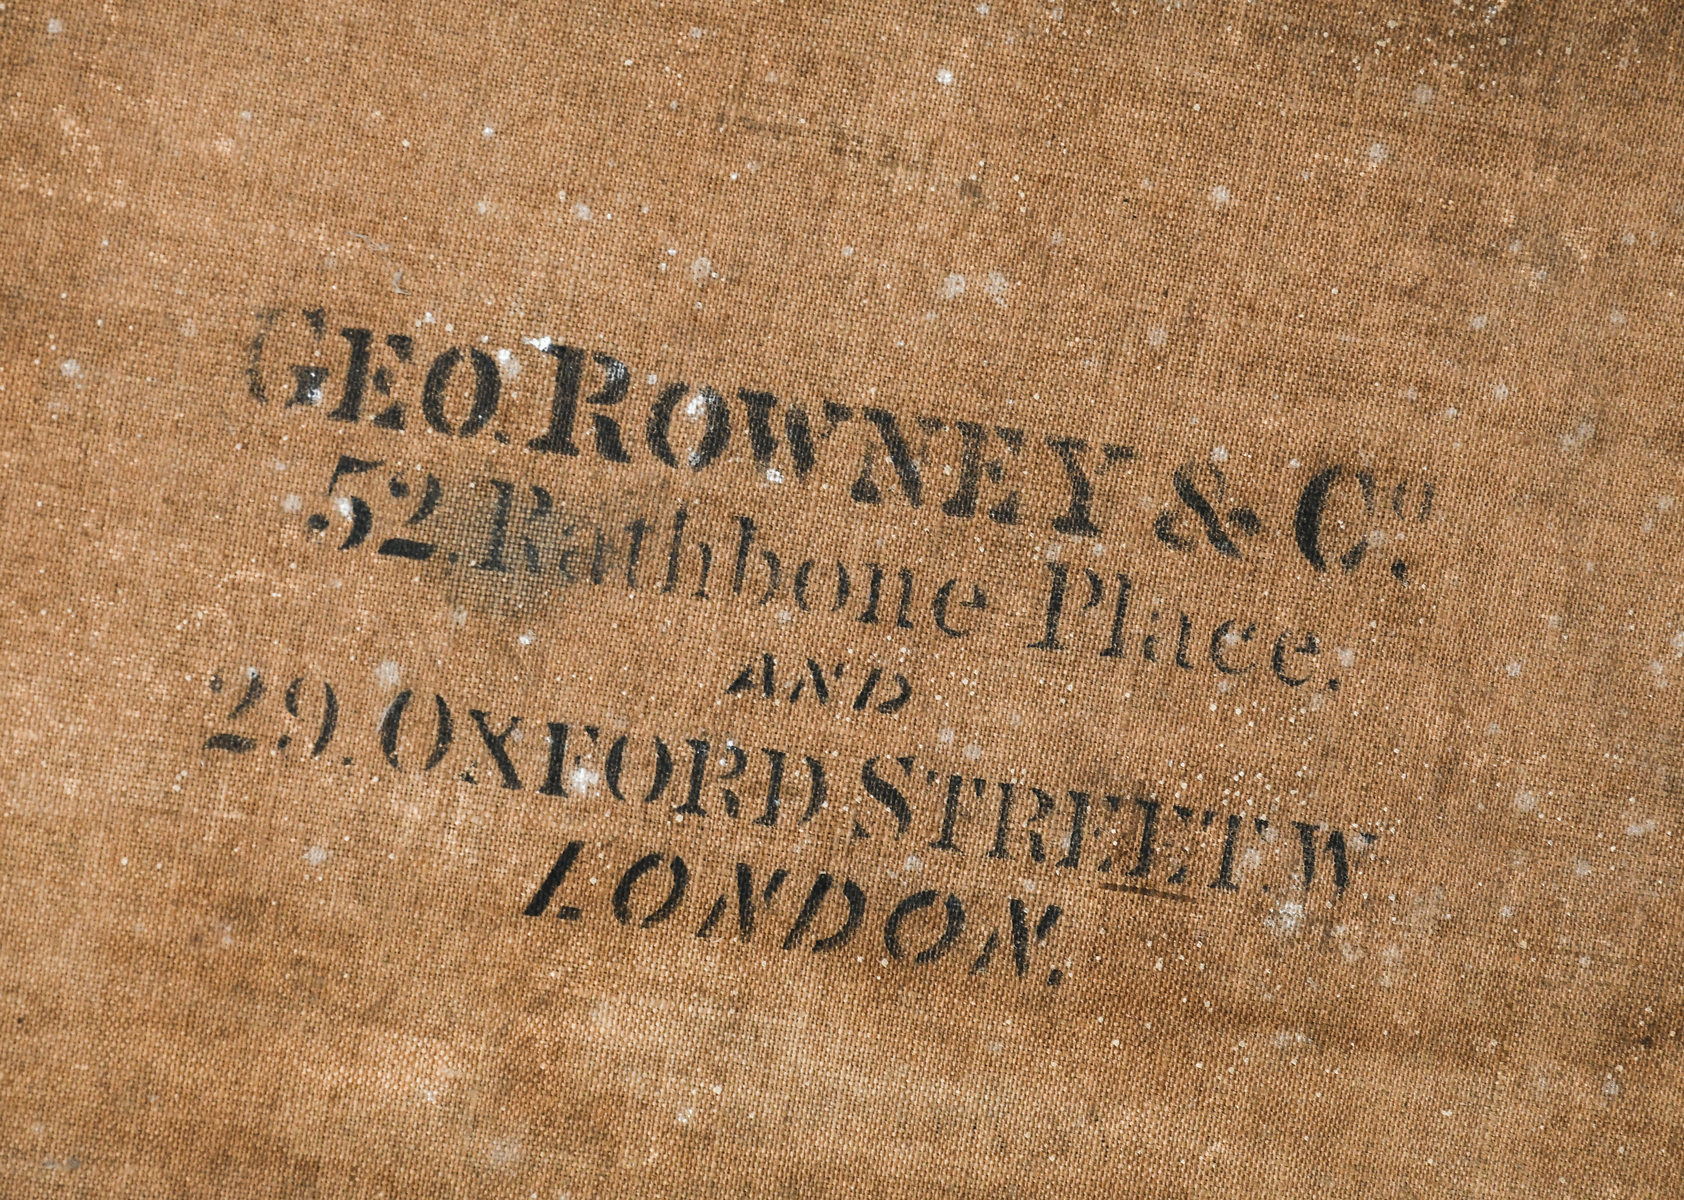 GEO. ROWNEY & Cº.
52. Rathbone Place.
AND
29. OXFORD STREET. W.
LONDON.